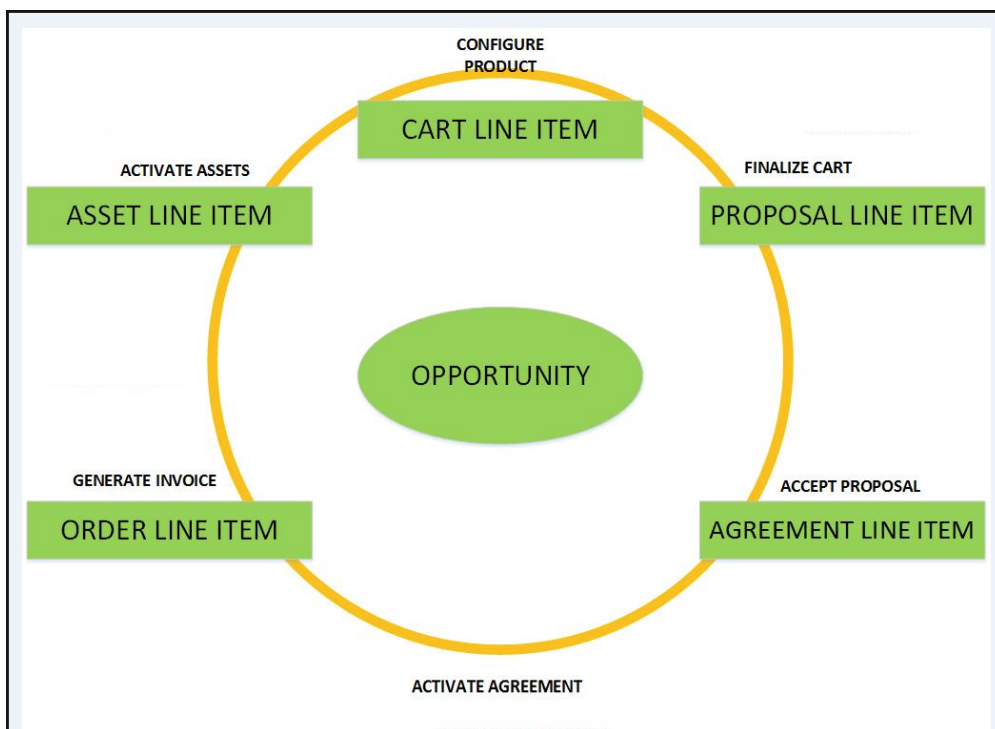 CONFIGURE
PRODUCT
CART LINE ITEM
ACTIVATE ASSETS
FINALIZE CART
ASSET LINE ITEM
PROPOSAL LINE ITEM
OPPORTUNITY
GENERATE INVOICE
ACCEPT PROPOSAL
ORDER LINE ITEM
AGREEMENT LINE ITEM
ACTIVATE AGREEMENT